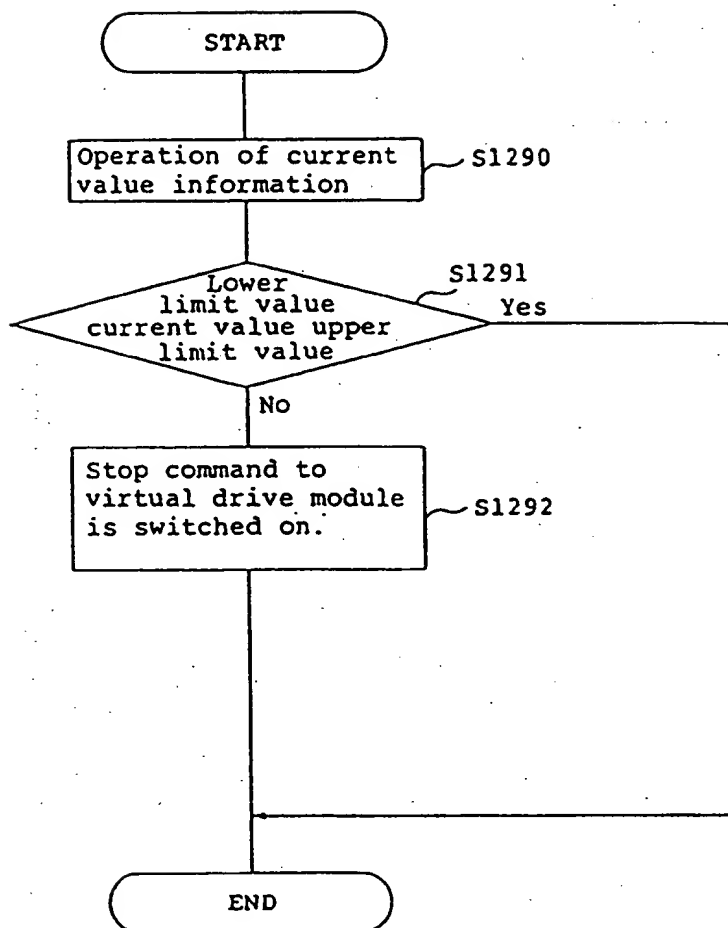 START
Operation of current
value information
S1290
Lower
limit value
current value upper
limit value
S1291
Yes
No
Stop command to
virtual drive module
is switched on.
S1292
END